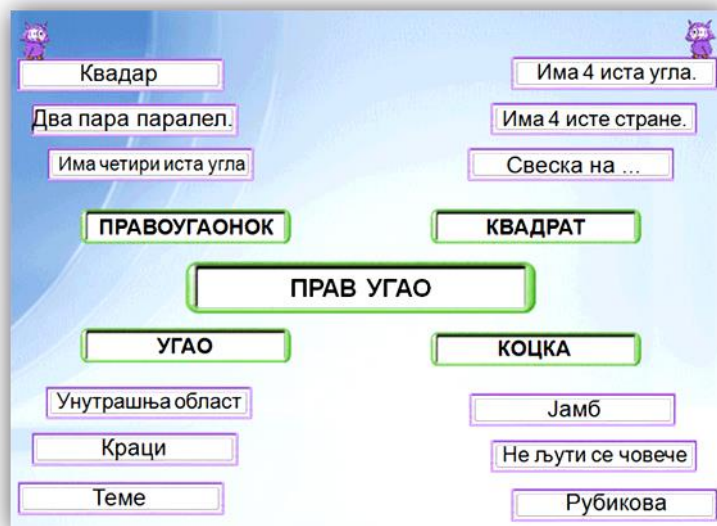 Квадар
Има 4 иста угла.
Два пара паралел.
Има 4 исте стране.
Има четири иста угла
Свеска на ...
ПРАВОУГАОНОК
КВАДРАТ
ПРАВ УГАО
УГАО
КОЦКА
Унутрашња област
Јамб
Краци
Не људи се човече
Теме
Рубикова